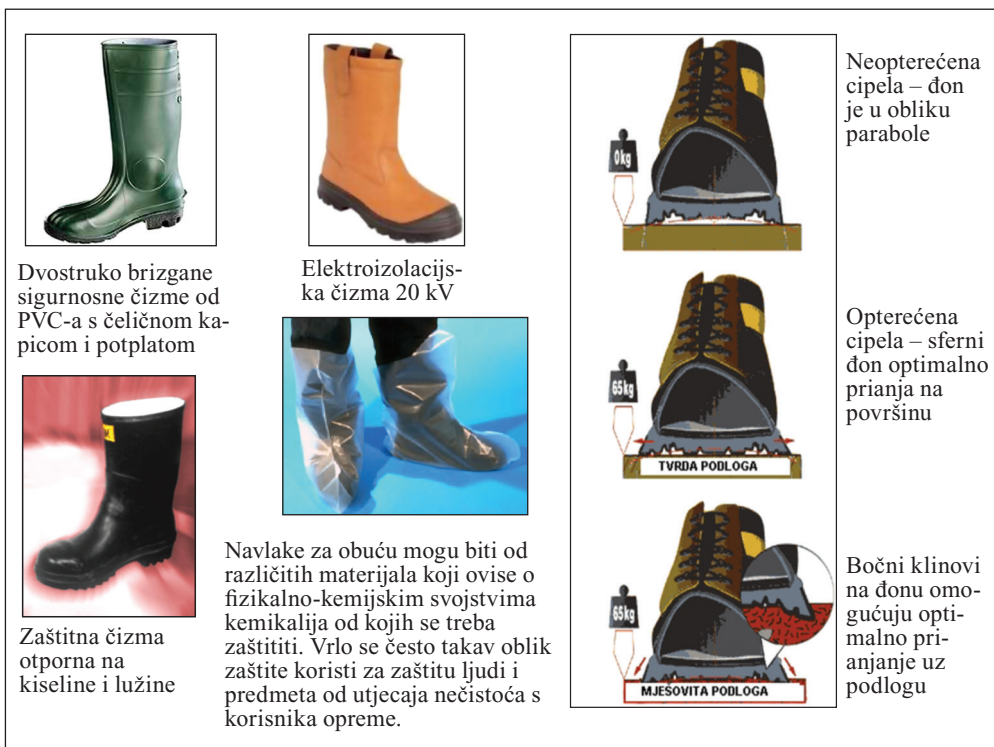 Dvostruko brizgane
sigurnosne čizme od
PVC-a s čeličnom ka-
picom i potplatom
Elektroizolacijs-
ka čizma 20 kV
Zaštitna čizma
otporna na
kiseline i lužine
Navlake za obuću mogu biti od
različitih materijala koji ovise o
fizikalno-kemijskim svojstvima
kemikalija od kojih se treba
zaštititi. Vrlo se često takav oblik
zaštite koristi za zaštitu ljudi i
predmeta od utjecaja nečistoća s
korisnika opreme.
0kg
Neopterećena
cipela – đon
je u obliku
parabole
65kg
TVRDA PODLOGA
Opterećena
cipela – sferni
đon optimalno
prianja na
površinu
65kg
MJEŠOVITA PODLOGA
Bočni klinovi
na đonu omo-
gućuju opti-
malno pri-
anjanje uz
podlogu